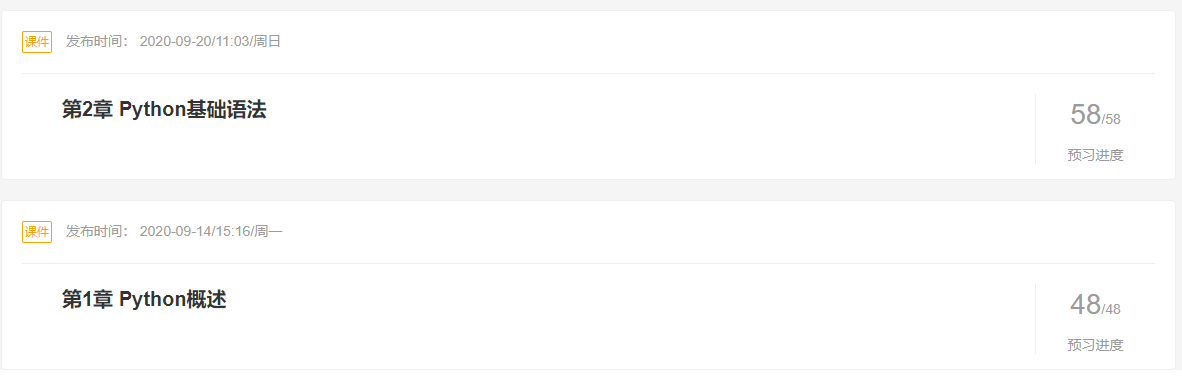 课件 发布时间： 2020-09-20/11:03/周日
第2章 Python基础语法
58/58
预习进度
课件 发布时间： 2020-09-14/15:16/周一
第1章 Python概述
48/48
预习进度